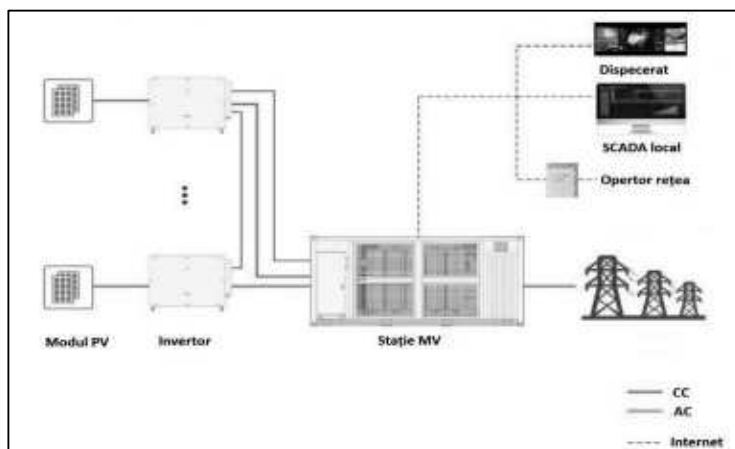 Dispecerat
SCADA local
Opertor rețea
Modul PV
Invertor
Stație MV
CC
AC
Internet